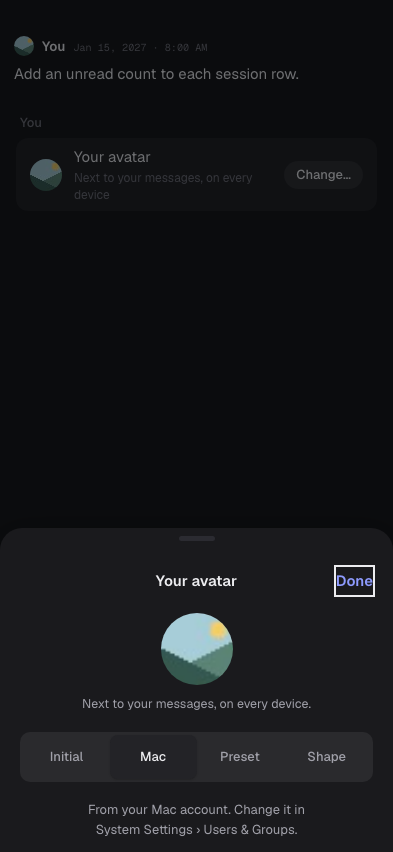 You Jan 15, 2027 · 8:00 AM
Add an unread count to each session row.
You
Your avatar
Next to your messages, on every
device
Change…
Your avatar
Done
Next to your messages, on every device.
Initial Mac Preset Shape
From your Mac account. Change it in
System Settings › Users & Groups.